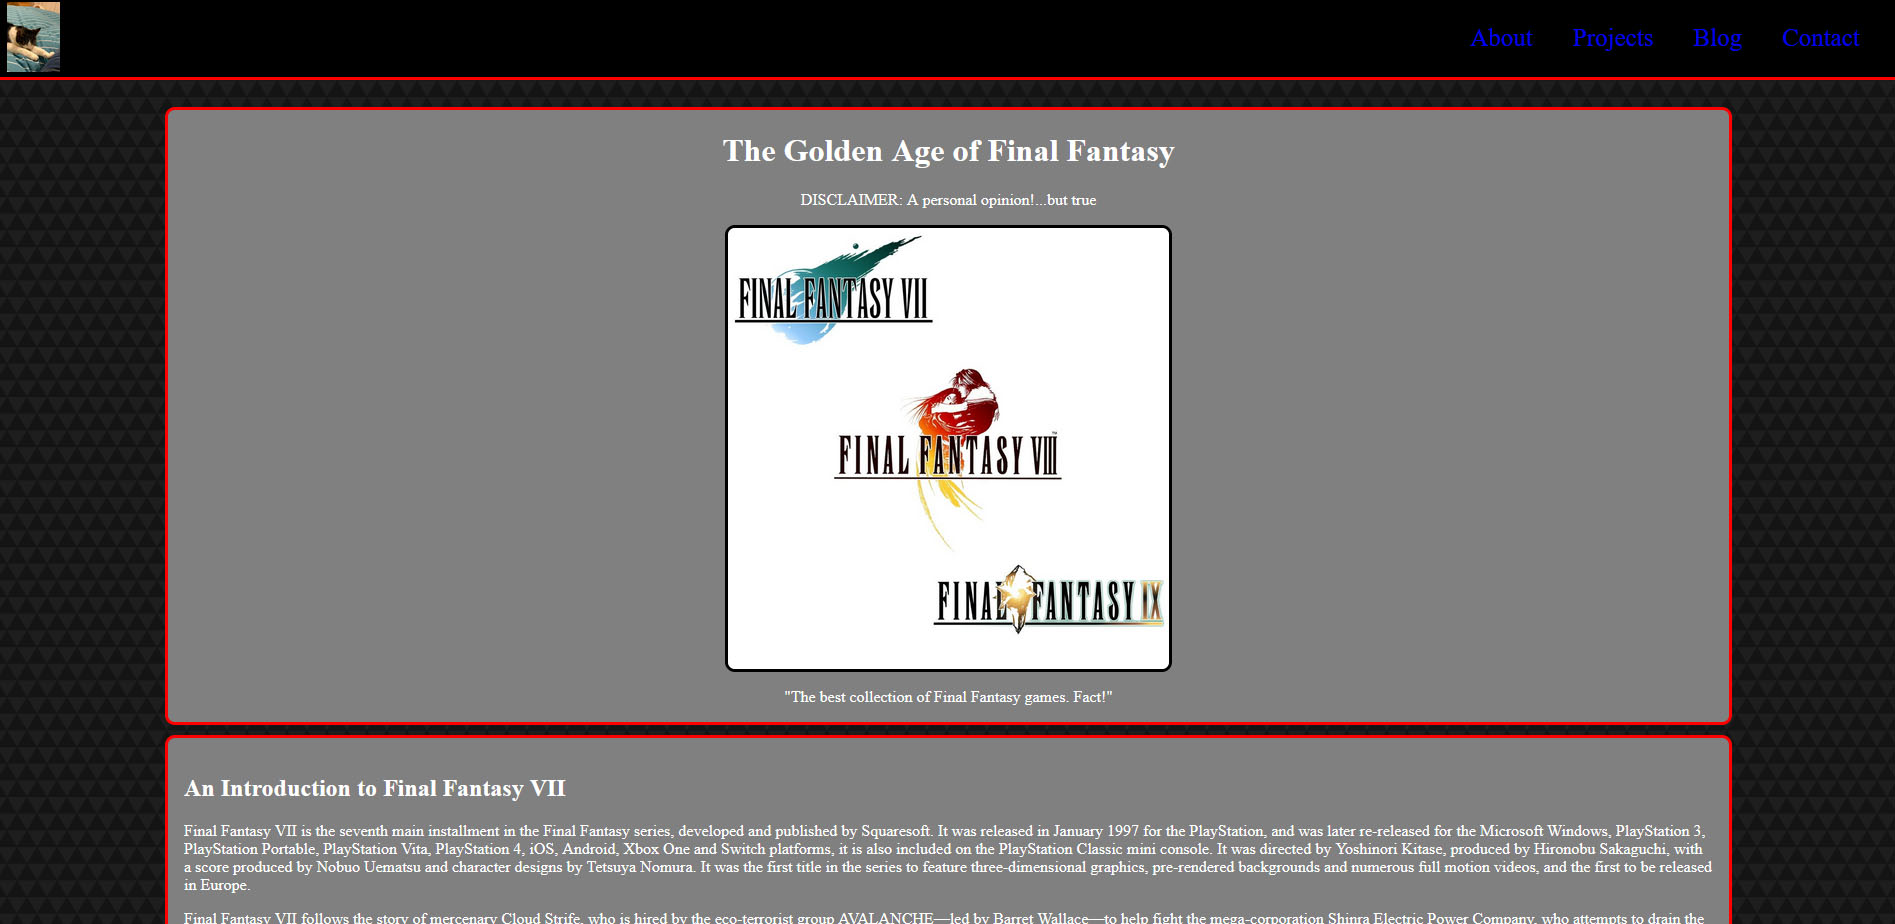 About Projects Blog Contact
The Golden Age of Final Fantasy
DISCLAIMER: A personal opinion!...but true
FINAL FANTASY VII
FINAL FANTASY VIII™
FINAL FANTASY IX
"The best collection of Final Fantasy games. Fact!"
An Introduction to Final Fantasy VII
Final Fantasy VII is the seventh main installment in the Final Fantasy series, developed and published by Squaresoft. It was released in January 1997 for the PlayStation, and was later re-released for the Microsoft Windows, PlayStation 3,
PlayStation Portable, PlayStation Vita, PlayStation 4, iOS, Android, Xbox One and Switch platforms, it is also included on the PlayStation Classic mini console. It was directed by Yoshinori Kitase, produced by Hironobu Sakaguchi, with
a score produced by Nobuo Uematsu and character designs by Tetsuya Nomura. It was the first title in the series to feature three-dimensional graphics, pre-rendered backgrounds and numerous full motion videos, and the first to be released
in Europe.
Final Fantasy VII follows the story of mercenary Cloud Strife, who is hired by the eco-terrorist group AVALANCHE—led by Barret Wallace—to help fight the mega-corporation Shinra Electric Power Company, who attempts to drain the